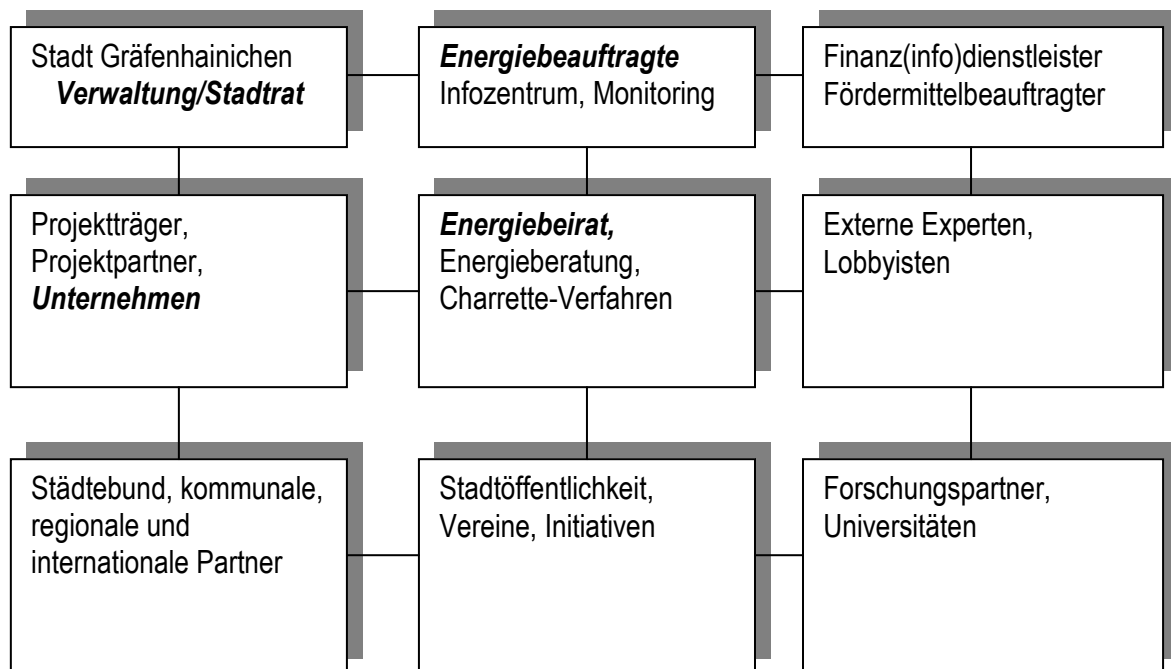 Stadt Gräfenhainichen
Verwaltung/Stadtrat
Energiebeauftragte
Infozentrum, Monitoring
Finanz(info)dienstleister
Fördermittelbeauftragter
Projektträger,
Projektpartner,
Unternehmen
Energiebeirat,
Energieberatung,
Charrette-Verfahren
Externe Experten,
Lobbyisten
Städtebund, kommunale,
regionale und
internationale Partner
Stadtöffentlichkeit,
Vereine, Initiativen
Forschungspartner,
Universitäten